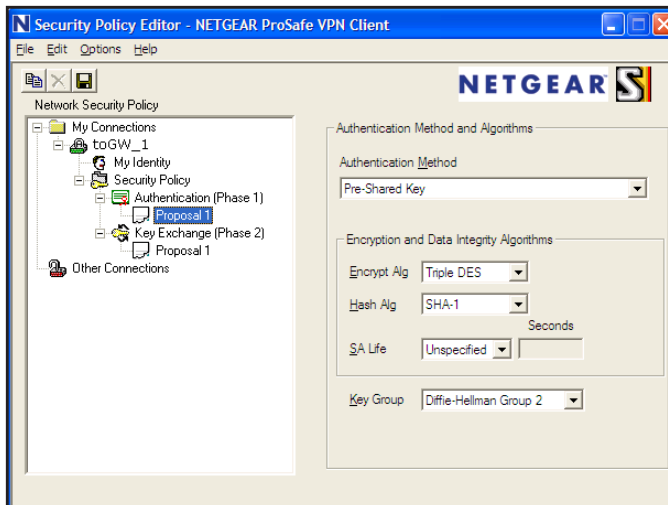 Security Policy Editor - NETGEAR ProSafe VPN Client
File Edit Options Help
NETGEAR S
Network Security Policy
My Connections
toGW_1
My Identity
Security Policy
Authentication (Phase 1)
Proposal 1
Key Exchange (Phase 2)
Proposal 1
Other Connections
Authentication Method and Algorithms
Authentication Method
Pre-Shared Key
Encryption and Data Integrity Algorithms
Encrypt Alg Triple DES
Hash Alg SHA-1
Seconds
SA Life Unspecified
Key Group Diffie-Hellman Group 2